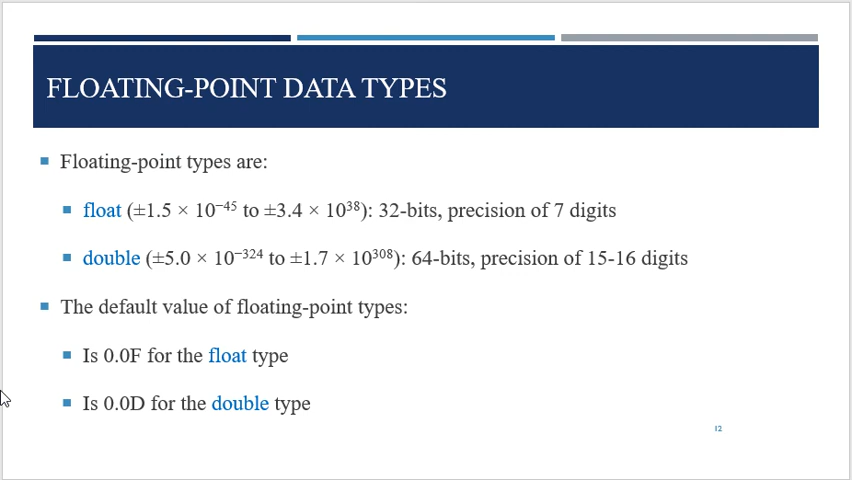 FLOATING-POINT DATA TYPES
Floating-point types are:
float (±1.5 × 10⁻⁴⁵ to ±3.4 × 10³⁸): 32-bits, precision of 7 digits
double (±5.0 × 10⁻³²⁴ to ±1.7 × 10³⁰⁸): 64-bits, precision of 15-16 digits
The default value of floating-point types:
Is 0.0F for the float type
Is 0.0D for the double type
12